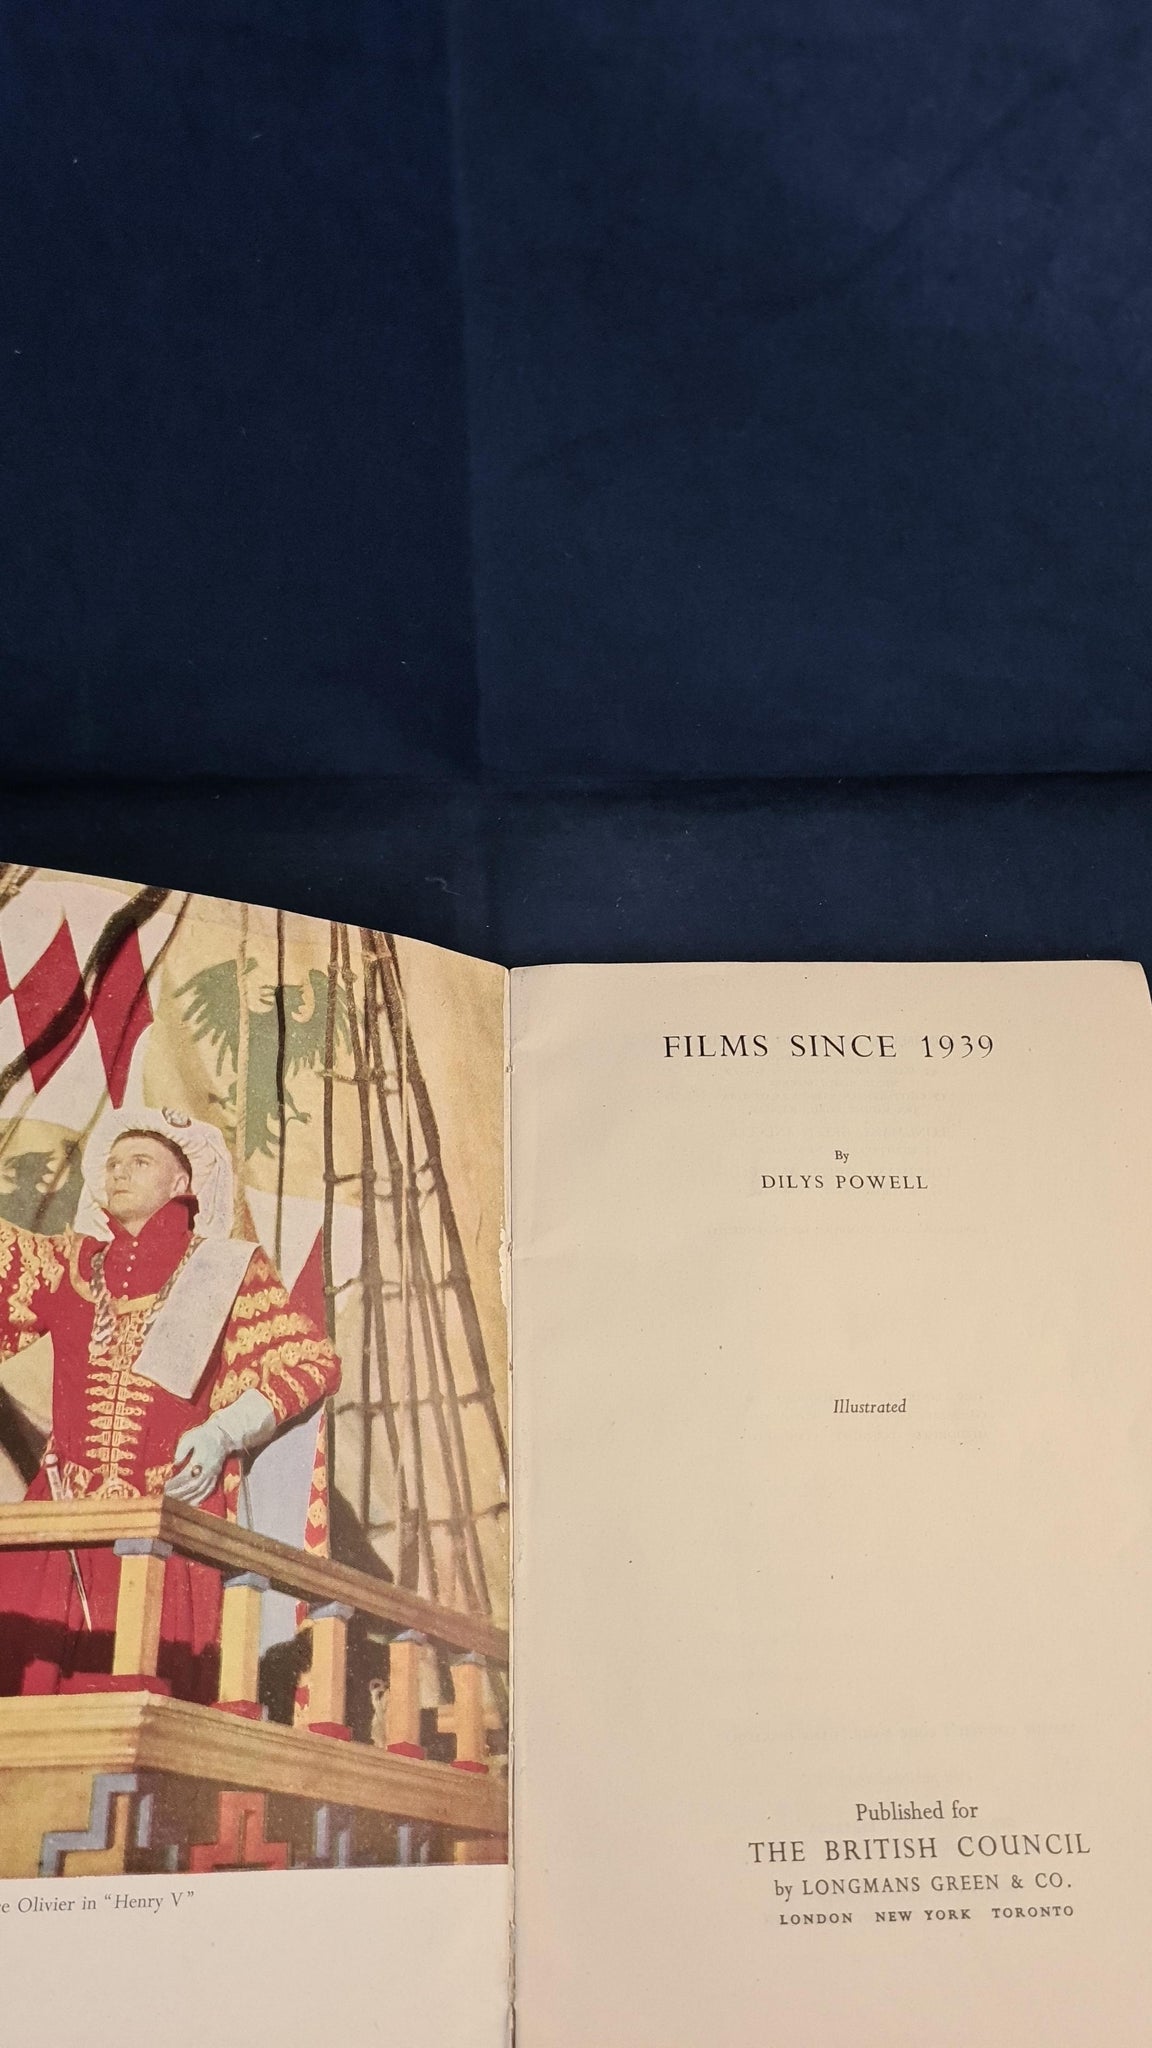 FILMS SINCE 1939
By
DILYS POWELL
Illustrated
Published for
THE BRITISH COUNCIL
by LONGMANS GREEN & CO.
LONDON NEW YORK TORONTO
Olivier in "Henry V"